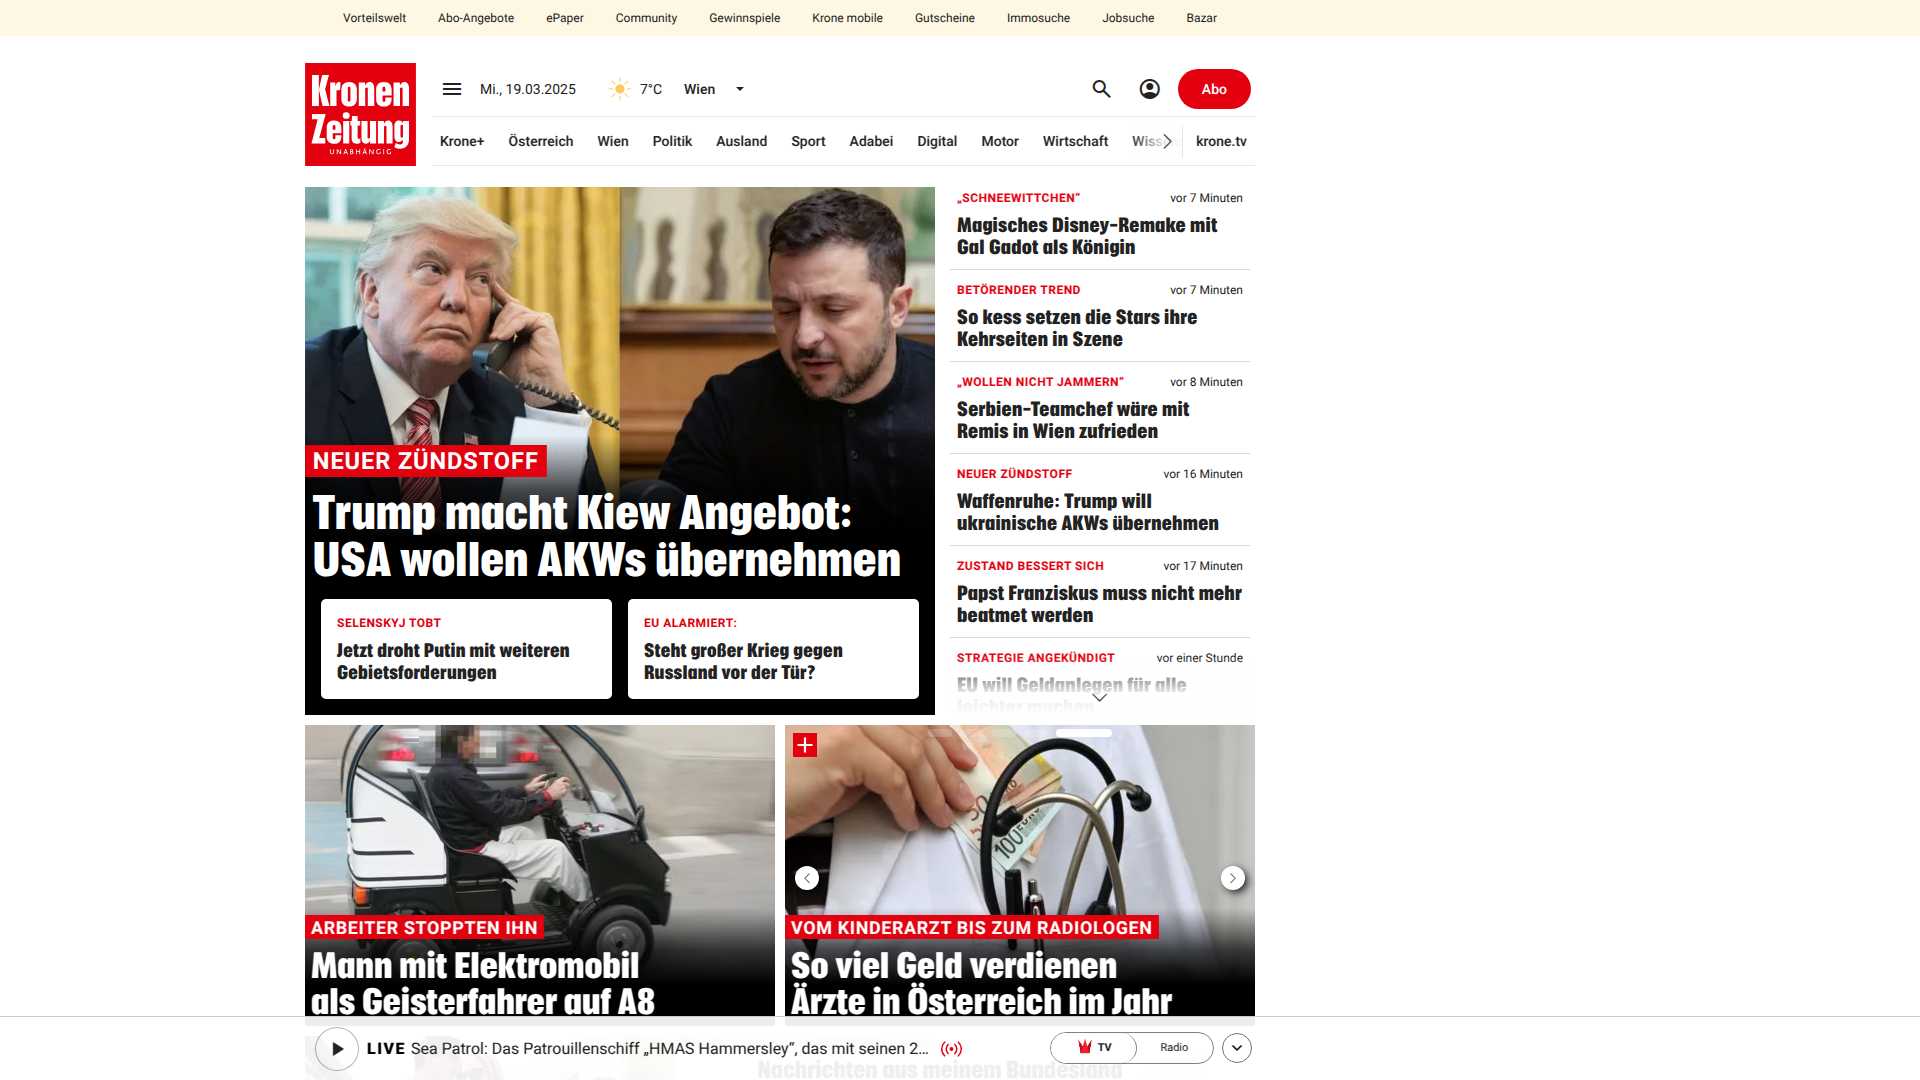 Vorteilswelt Abo-Angebote ePaper Community Gewinnspiele Krone mobile Gutscheine Immosuche Jobsuche Bazar
Kronen
Zeitung
UNABHÄNGIG
Mi., 19.03.2025 7°C Wien
Abo
Krone+ Österreich Wien Politik Ausland Sport Adabei Digital Motor Wirtschaft Wiss krone.tv
NEUER ZÜNDSTOFF
Trump macht Kiew Angebot:
USA wollen AKWs übernehmen
SELENSKYJ TOBT
Jetzt droht Putin mit weiteren
Gebietsforderungen
EU ALARMIERT:
Steht großer Krieg gegen
Russland vor der Tür?
„SCHNEEWITTCHEN“ vor 7 Minuten
Magisches Disney-Remake mit
Gal Gadot als Königin
BETÖRENDER TREND vor 7 Minuten
So kess setzen die Stars ihre
Kehrseiten in Szene
„WOLLEN NICHT JAMMERN“ vor 8 Minuten
Serbien-Teamchef wäre mit
Remis in Wien zufrieden
NEUER ZÜNDSTOFF vor 16 Minuten
Waffenruhe: Trump will
ukrainische AKWs übernehmen
ZUSTAND BESSERT SICH vor 17 Minuten
Papst Franziskus muss nicht mehr
beatmet werden
STRATEGIE ANGEKÜNDIGT vor einer Stunde
EU will Geldanlegen für alle
leichter machen
ARBEITER STOPPTEN IHN
Mann mit Elektromobil
als Geisterfahrer auf A8
50
100 EURO
VOM KINDERARZT BIS ZUM RADIOLOGEN
So viel Geld verdienen
Ärzte in Österreich im Jahr
LIVE Sea Patrol: Das Patrouillenschiff „HMAS Hammersley“, das mit seinen 2...
TV Radio
Nachrichten aus meinem Bundesland